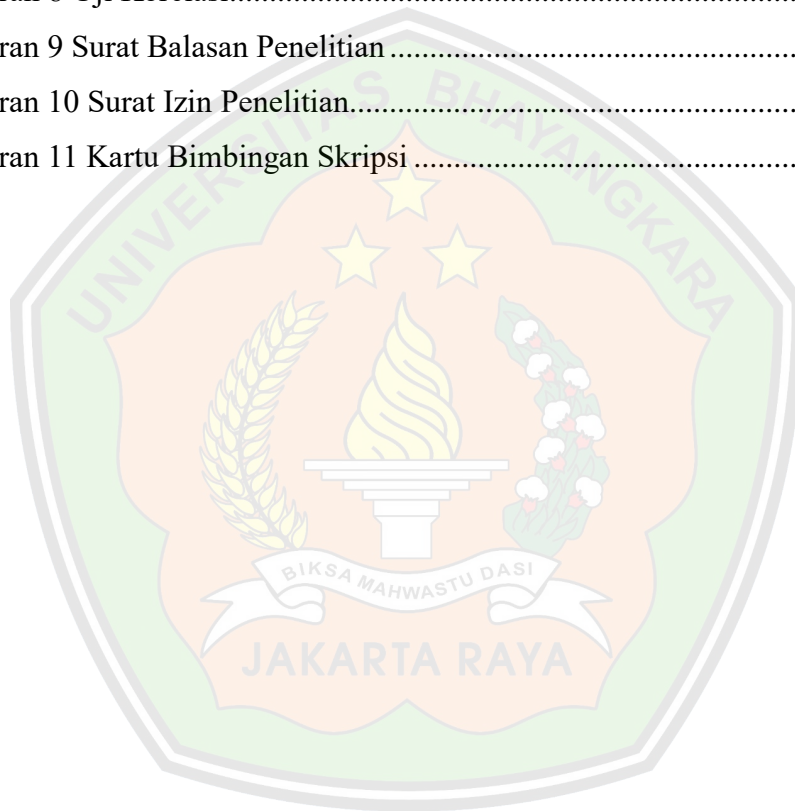 ran 9 Surat Balasan Penelitian ....................................................
ran 10 Surat Izin Penelitian.........................................................
ran 11 Kartu Bimbingan Skripsi .................................................
UNIVERSITAS BHAYANGKARA
BIKSA MAHWASTU DASI
JAKARTA RAYA